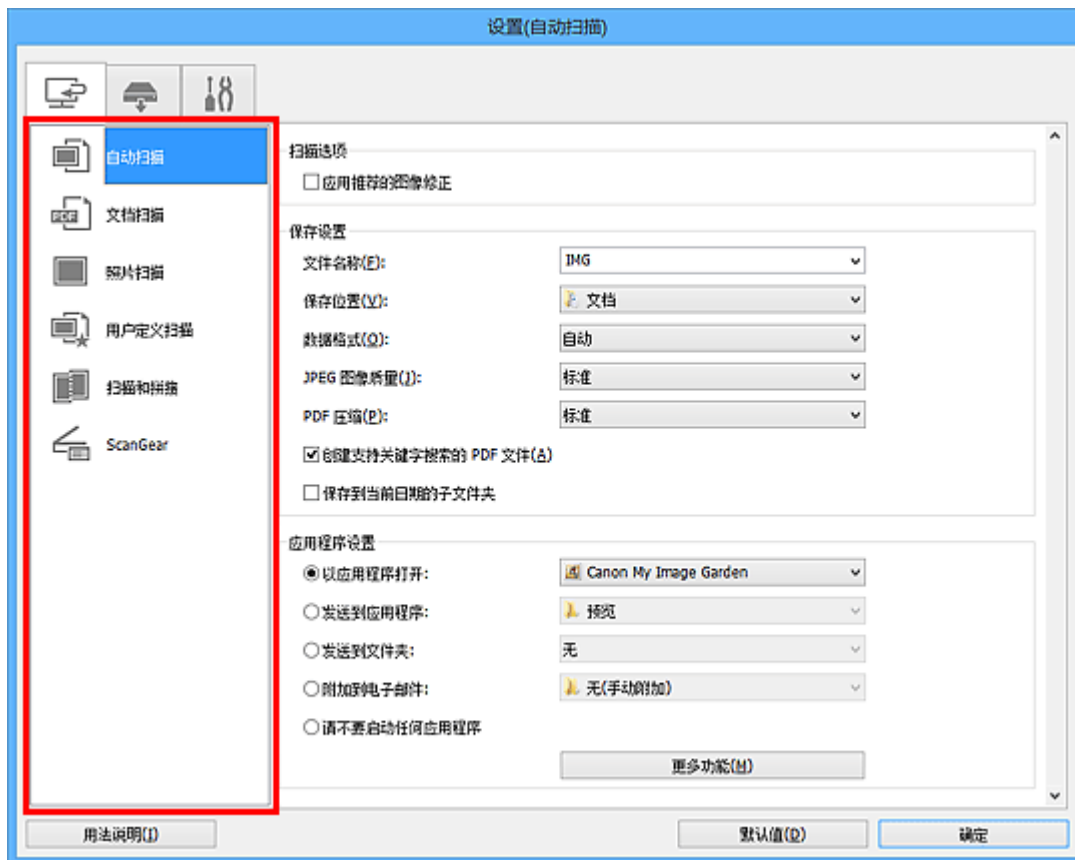 设置(自动扫描)
自动扫描
PDF 文档扫描
照片扫描
用户定义扫描
扫描和拼接
ScanGear
扫描选项
应用推荐的图像修正
保存设置
文件名称(F): IMG
保存位置(V): 文档
数据格式(O): 自动
JPEG 图像质量(J): 标准
PDF 压缩(P): 标准
创建支持关键字搜索的 PDF 文件(A)
保存到当前日期的子文件夹
应用程序设置
以应用程序打开: Canon My Image Garden
发送到应用程序: 预览
发送到文件夹: 无
附加到电子邮件: 无(手动附加)
请不要启动任何应用程序
更多功能(M)
用法说明(I) 默认值(D) 确定